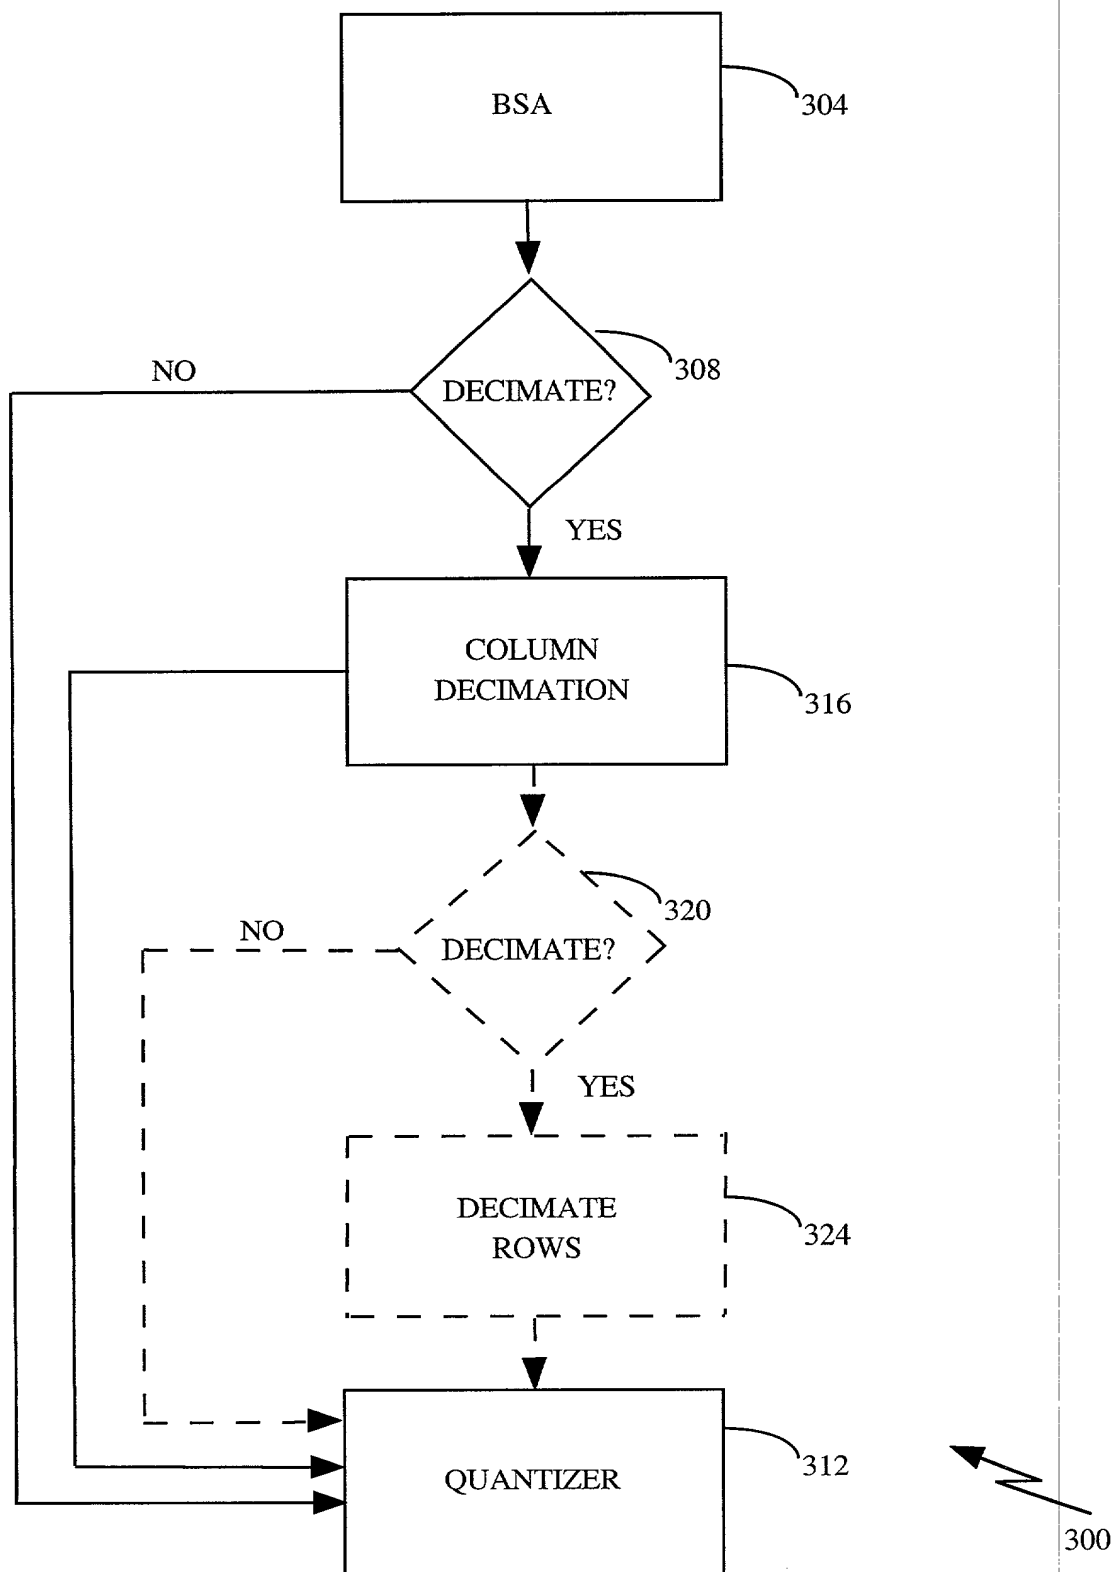 BSA
304
308
NO
DECIMATE?
YES
COLUMN
DECIMATION
316
320
NO
DECIMATE?
YES
DECIMATE
ROWS
324
QUANTIZER
312
300